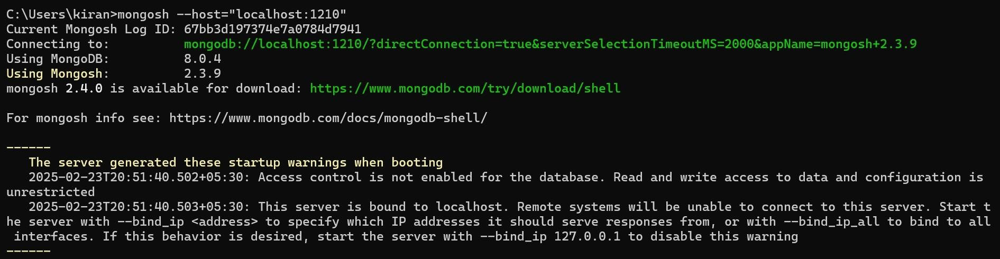 C:\Users\kiran>mongosh --host="localhost:1210"
Current Mongosh Log ID: 67bb3d197374e7a0784d7941
Connecting to:          mongodb://localhost:1210/?directConnection=true&serverSelectionTimeoutMS=2000&appName=mongosh+2.3.9
Using MongoDB:          8.0.4
Using Mongosh:          2.3.9
mongosh 2.4.0 is available for download: https://www.mongodb.com/try/download/shell

For mongosh info see: https://www.mongodb.com/docs/mongodb-shell/

------
   The server generated these startup warnings when booting
   2025-02-23T20:51:40.502+05:30: Access control is not enabled for the database. Read and write access to data and configuration is
unrestricted
   2025-02-23T20:51:40.503+05:30: This server is bound to localhost. Remote systems will be unable to connect to this server. Start t
he server with --bind_ip <address> to specify which IP addresses it should serve responses from, or with --bind_ip_all to bind to all
 interfaces. If this behavior is desired, start the server with --bind_ip 127.0.0.1 to disable this warning
------